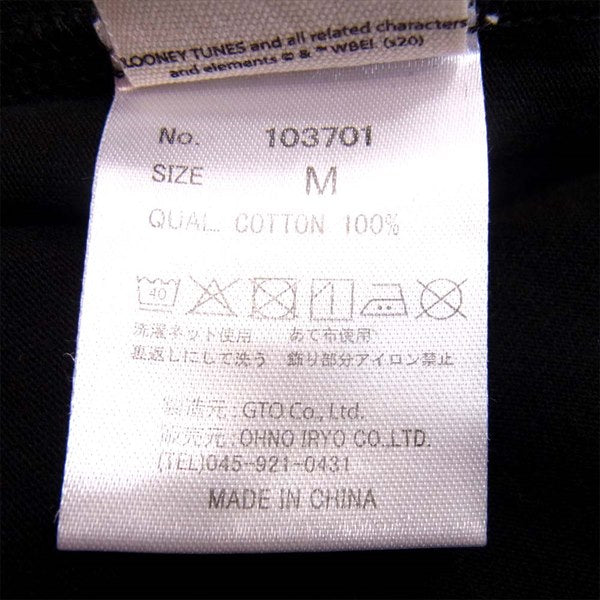 LOONEY TUNES and all related characters
and elements © & ™ WBEI. (s20)
No. 103701
SIZE M
QUAL COTTON 100%
40
洗濯ネット使用 あて布使用
裏返しにして洗う 飾り部分アイロン禁止
製造元:GTO Co., Ltd.
販売元:OHNO IRYO CO.,LTD.
(TEL)045-921-0431
MADE IN CHINA